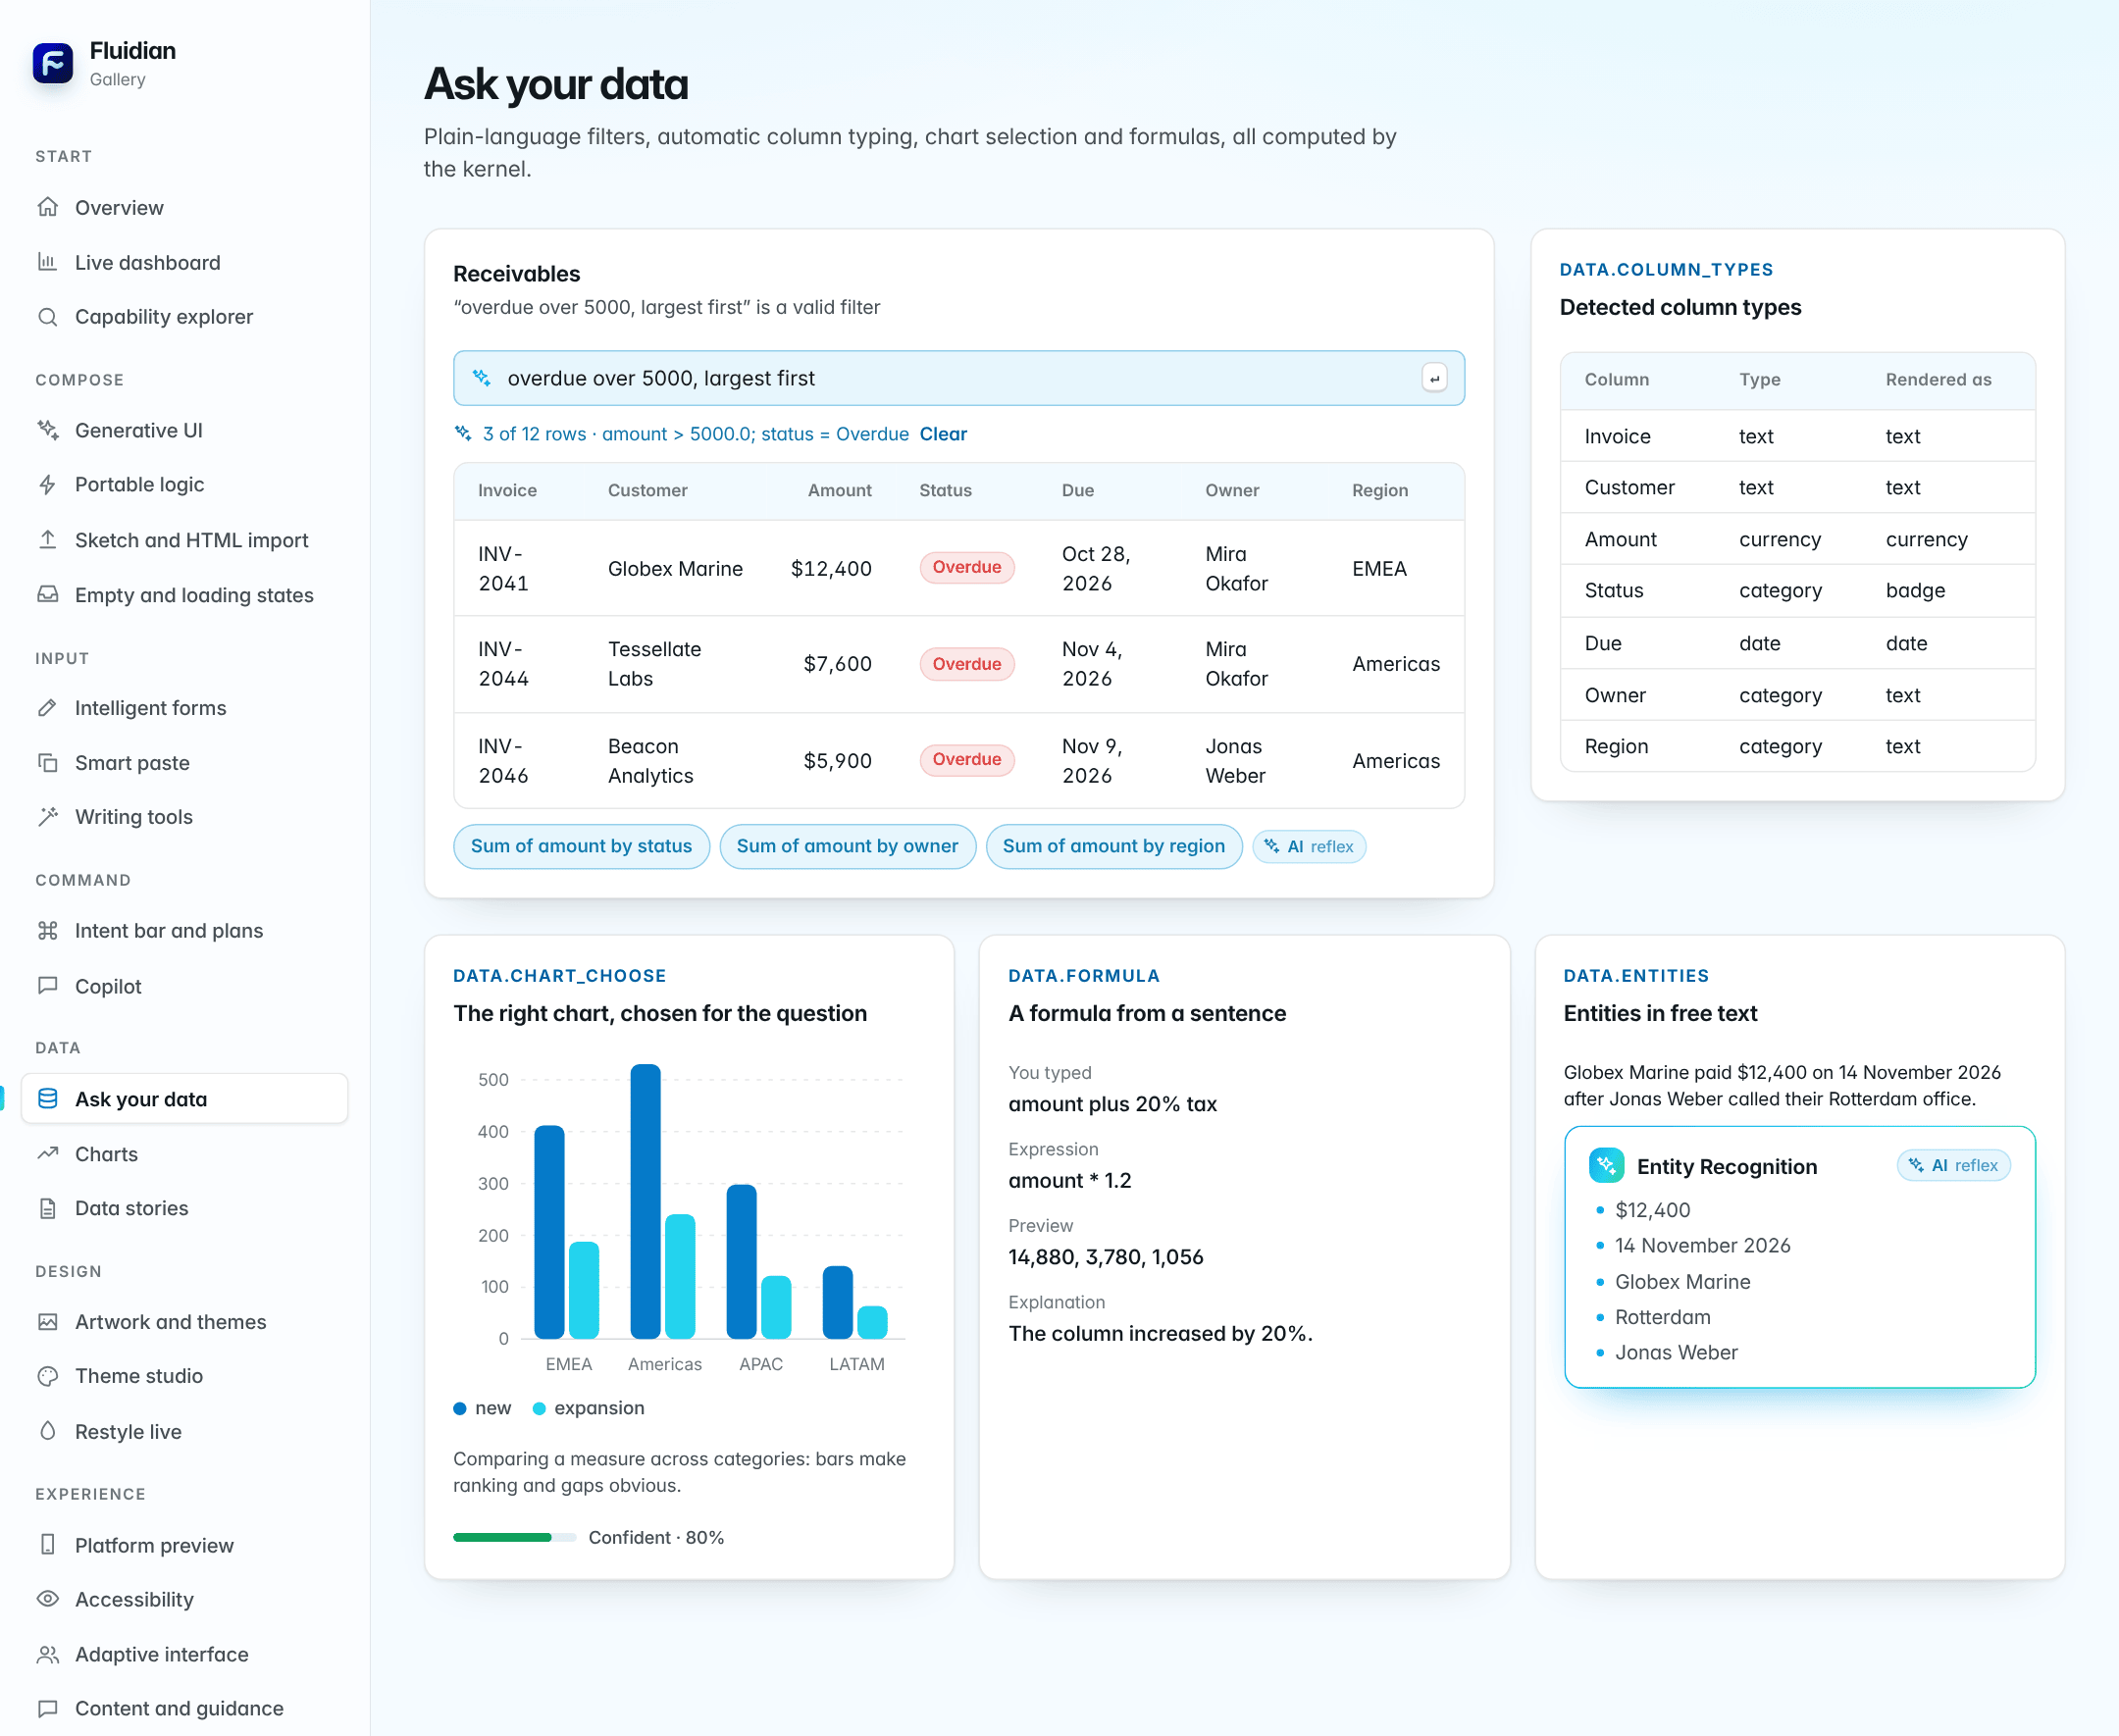 Fluidian
Gallery
START
Overview
Live dashboard
Capability explorer
COMPOSE
Generative UI
Portable logic
Sketch and HTML import
Empty and loading states
INPUT
Intelligent forms
Smart paste
Writing tools
COMMAND
Intent bar and plans
Copilot
DATA
Ask your data
Charts
Data stories
DESIGN
Artwork and themes
Theme studio
Restyle live
EXPERIENCE
Platform preview
Accessibility
Adaptive interface
Content and guidance
Ask your data
Plain-language filters, automatic column typing, chart selection and formulas, all computed by
the kernel.
Receivables
“overdue over 5000, largest first” is a valid filter
overdue over 5000, largest first
3 of 12 rows · amount > 5000.0; status = Overdue Clear
Invoice Customer Amount Status Due Owner Region
INV-
2041 Globex Marine $12,400 Overdue Oct 28,
2026 Mira
Okafor EMEA
INV-
2044 Tessellate
Labs $7,600 Overdue Nov 4,
2026 Mira
Okafor Americas
INV-
2046 Beacon
Analytics $5,900 Overdue Nov 9,
2026 Jonas
Weber Americas
Sum of amount by status Sum of amount by owner Sum of amount by region AI reflex
DATA.COLUMN_TYPES
Detected column types
Column Type Rendered as
Invoice text text
Customer text text
Amount currency currency
Status category badge
Due date date
Owner category text
Region category text
DATA.CHART_CHOOSE
The right chart, chosen for the question
500
400
300
200
100
0
EMEA Americas APAC LATAM
new expansion
Comparing a measure across categories: bars make
ranking and gaps obvious.
Confident · 80%
DATA.FORMULA
A formula from a sentence
You typed
amount plus 20% tax
Expression
amount * 1.2
Preview
14,880, 3,780, 1,056
Explanation
The column increased by 20%.
DATA.ENTITIES
Entities in free text
Globex Marine paid $12,400 on 14 November 2026
after Jonas Weber called their Rotterdam office.
Entity Recognition AI reflex
$12,400
14 November 2026
Globex Marine
Rotterdam
Jonas Weber